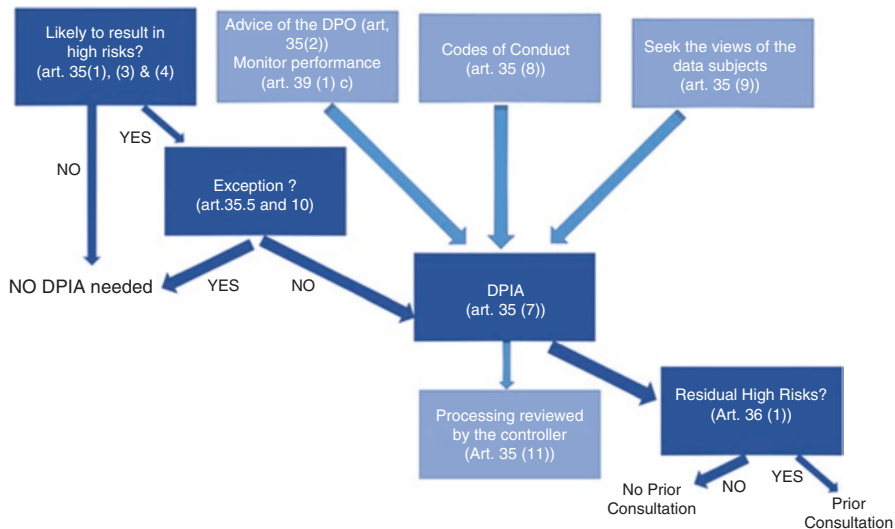 Likely to result in
high risks?
(art. 35(1), (3) & (4)
Advice of the DPO (art,
35(2))
Monitor performance
(art. 39 (1) c)
Codes of Conduct
(art. 35 (8))
Seek the views of the
data subjects
(art. 35 (9))
YES
NO
Exception ?
(art.35.5 and 10)
NO DPIA needed
YES
NO
DPIA
(art. 35 (7))
Processing reviewed
by the controller
(Art. 35 (11))
Residual High Risks?
(Art. 36 (1))
NO
YES
No Prior
Consultation
Prior
Consultation